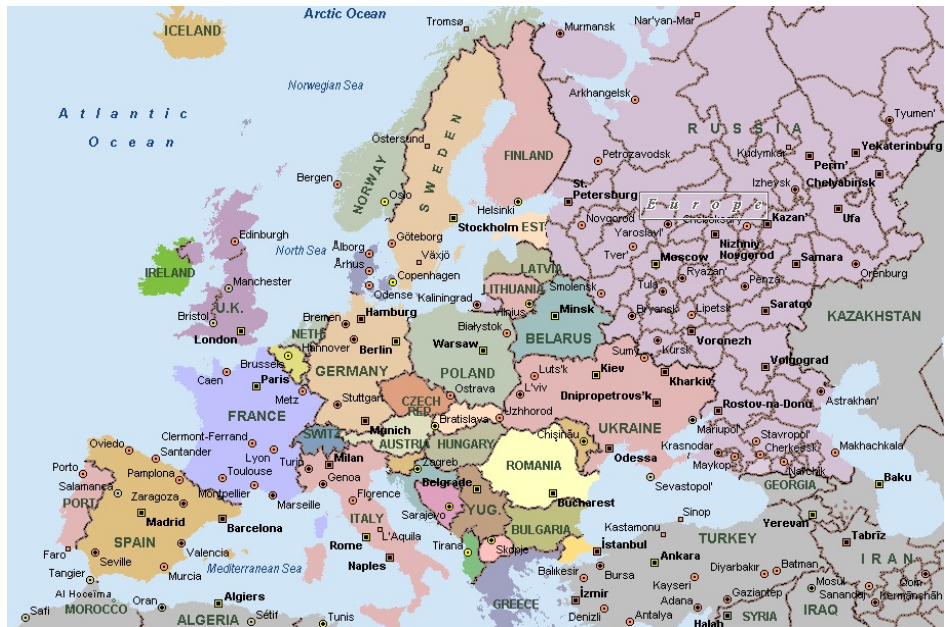 Arctic Ocean
ICELAND
Tromsø
Murmansk
Nar'yan-Mar
Norwegian Sea
Arkhangelsk
Atlantic
Ocean
Tyumen'
RUSSIA
Östersund
SWEDEN
NORWAY
FINLAND
Petrozavodsk
Kudymkar
Yekaterinburg
Perm'
Bergen
Oslo
Helsinki
St.
Petersburg
Izhevsk
Chelyabinsk
Europe
Stockholm
EST.
Novgorod
Yaroslavl'
Cheboksary
Kazan'
Ufa
Edinburgh
North Sea
Göteborg
Ålborg
Växjö
Tver'
Moscow
Nizhniy
Novgorod
Samara
Orenburg
IRELAND
Århus
Copenhagen
LATVIA
Manchester
Odense
Kaliningrad
LITHUANIA
Smolensk
Tula
Ryazan'
Penza
U.K.
Bristol
Bremen
Hamburg
Vilnius
Minsk
Bryansk
Lipetsk
Saratov
KAZAKHSTAN
London
NETH.
Hannover
Berlin
Warsaw
Białystok
BELARUS
Kursk
Voronezh
Brussels
GERMANY
POLAND
Sumy
Volgograd
Caen
Paris
Metz
Stuttgart
CZECH
REP.
Ostrava
Luts'k
L'viv
Kiev
Kharkiv
Dnipropetrovs'k
Astrakhan'
FRANCE
Munich
Bratislava
Uzhhorod
UKRAINE
Rostov-na-Donu
Mariupol'
Clermont-Ferrand
SWITZ.
AUSTRIA
HUNGARY
Chişinău
Oviedo
Santander
Lyon
Turin
Milan
Zagreb
ROMANIA
Odessa
Krasnodar
Stavropol'
Cherkessk
Makhachkala
Porto
Salamanca
Pamplona
Toulouse
Montpellier
Genoa
Belgrade
Maykop
Nal'chik
Zaragoza
Marseille
Florence
Sarajevo
YUG.
Bucharest
Sevastopol'
GEORGIA
Baku
PORT.
Madrid
Barcelona
ITALY
L'Aquila
BULGARIA
Sinop
Yerevan
Kastamonu
SPAIN
Valencia
Rome
Tirana
Skopje
İstanbul
TURKEY
Tabrīz
Faro
Seville
Naples
Ankara
IRAN
Tangier
Murcia
Mediterranean Sea
Balıkesir
Bursa
Kayseri
Diyarbakır
Batman
Al Hoceïma
Mosul
Qom
Safi
MOROCCO
Oran
Algiers
GREECE
İzmir
Adana
Gaziantep
Sanandaj
Kermānshāh
ALGERIA
Sétif
Tunis
Denizli
Antalya
Halab
SYRIA
IRAQ